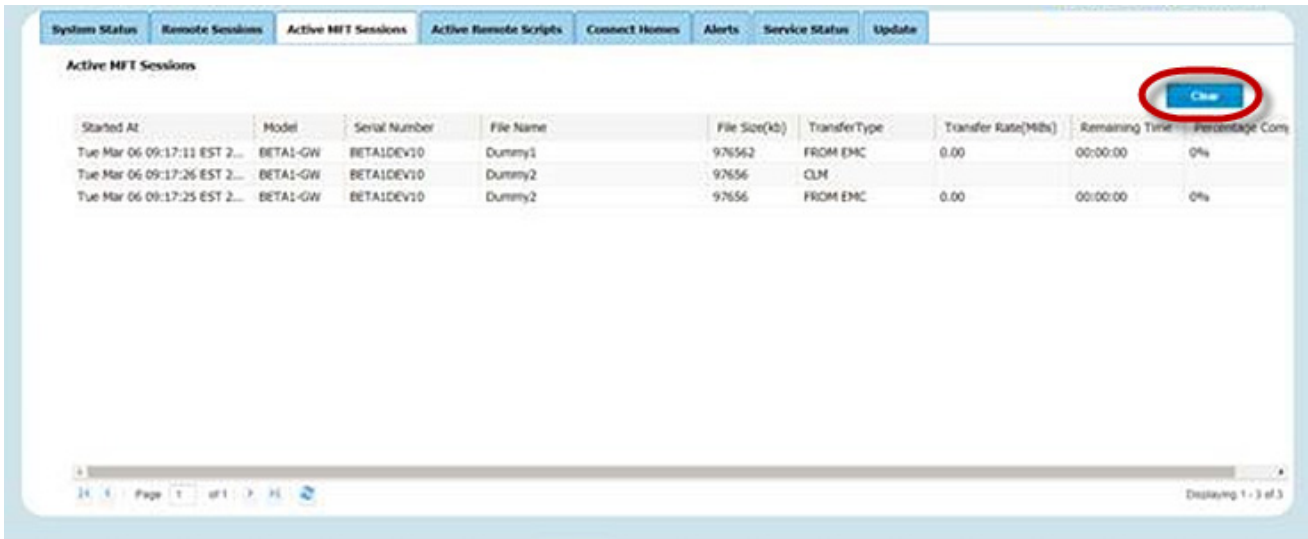 System Status Remote Sessions Active MFT Sessions Active Remote Scripts Connect Homes Alerts Service Status Update
Active MFT Sessions
Clear
Started At Model Serial Number File Name File Size(kb) TransferType Transfer Rate(MiBs) Remaining Time Percentage Comp
Tue Mar 06 09:17:11 EST 2... BETA1-GW BETA1DEV10 Dummy1 976562 FROM EMC 0.00 00:00:00 0%
Tue Mar 06 09:17:26 EST 2... BETA1-GW BETA1DEV10 Dummy2 97656 CLM
Tue Mar 06 09:17:25 EST 2... BETA1-GW BETA1DEV10 Dummy2 97656 FROM EMC 0.00 00:00:00 0%
Page 1 of 1
Displaying 1 - 3 of 3